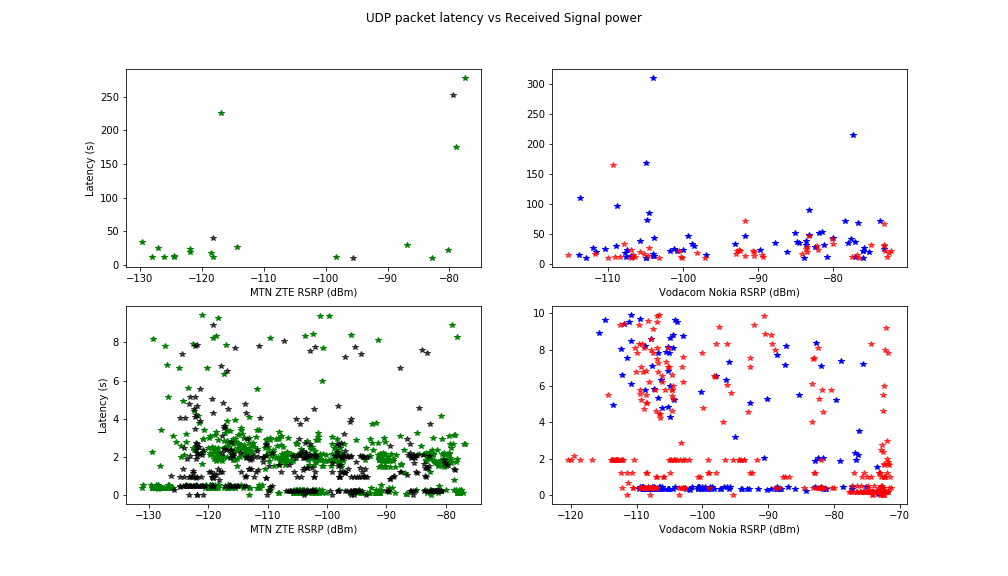 UDP packet latency vs Received Signal power
250
200
150
100
50
0
Latency (s)
−130 −120 −110 −100 −90 −80
MTN ZTE RSRP (dBm)
300
250
200
150
100
50
0
−110 −100 −90 −80
Vodacom Nokia RSRP (dBm)
8
6
4
2
0
Latency (s)
−130 −120 −110 −100 −90 −80
MTN ZTE RSRP (dBm)
10
8
6
4
2
0
−120 −110 −100 −90 −80 −70
Vodacom Nokia RSRP (dBm)